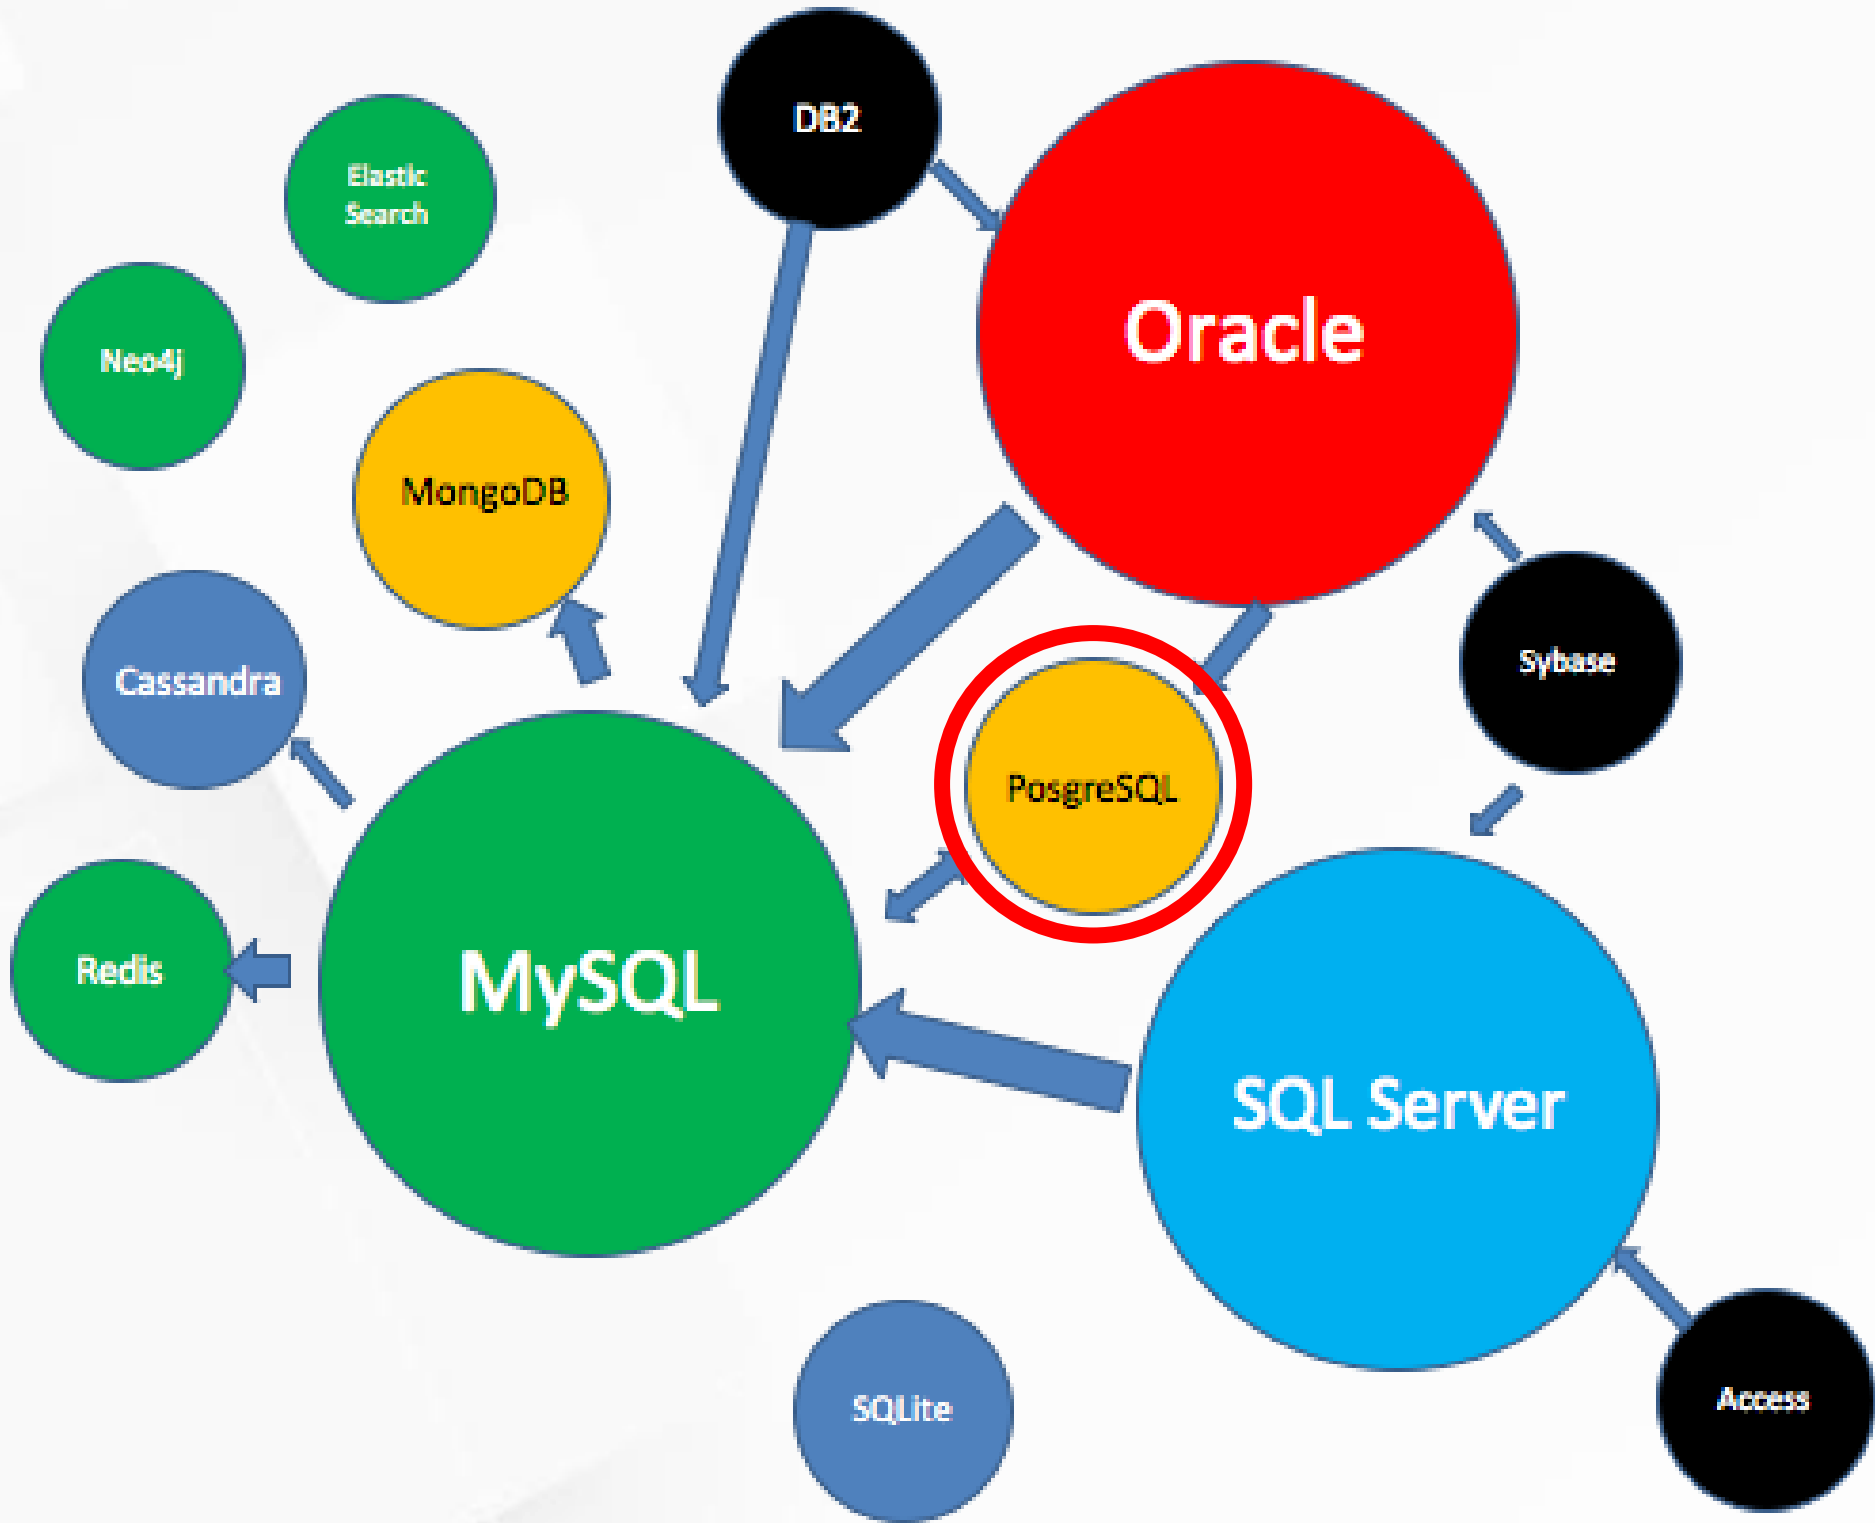 DB2
Elastic
Search
Oracle
Neo4j
MongoDB
Sybase
Cassandra
PosgreSQL
Redis
MySQL
SQL Server
SQLite
Access